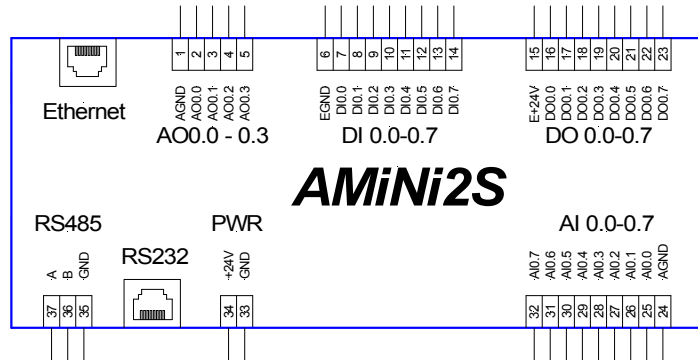 1 2 3 4 5 6 7 8 9 10 11 12 13 14 15 16 17 18 19 20 21 22 23
AGND AO0.0 AO0.1 AO0.2 AO0.3 EGND DI0.0 DI0.1 DI0.2 DI0.3 DI0.4 DI0.5 DI0.6 DI0.7 E+24V DO0.0 DO0.1 DO0.2 DO0.3 DO0.4 DO0.5 DO0.6 DO0.7
Ethernet
AO0.0 - 0.3 DI 0.0-0.7 DO 0.0-0.7
AMiNi2S
RS485 PWR AI 0.0-0.7
RS232
A B GND +24V GND AI0.7 AI0.6 AI0.5 AI0.4 AI0.3 AI0.2 AI0.1 AI0.0 AGND
37 36 35 34 33 32 31 30 29 28 27 26 25 24